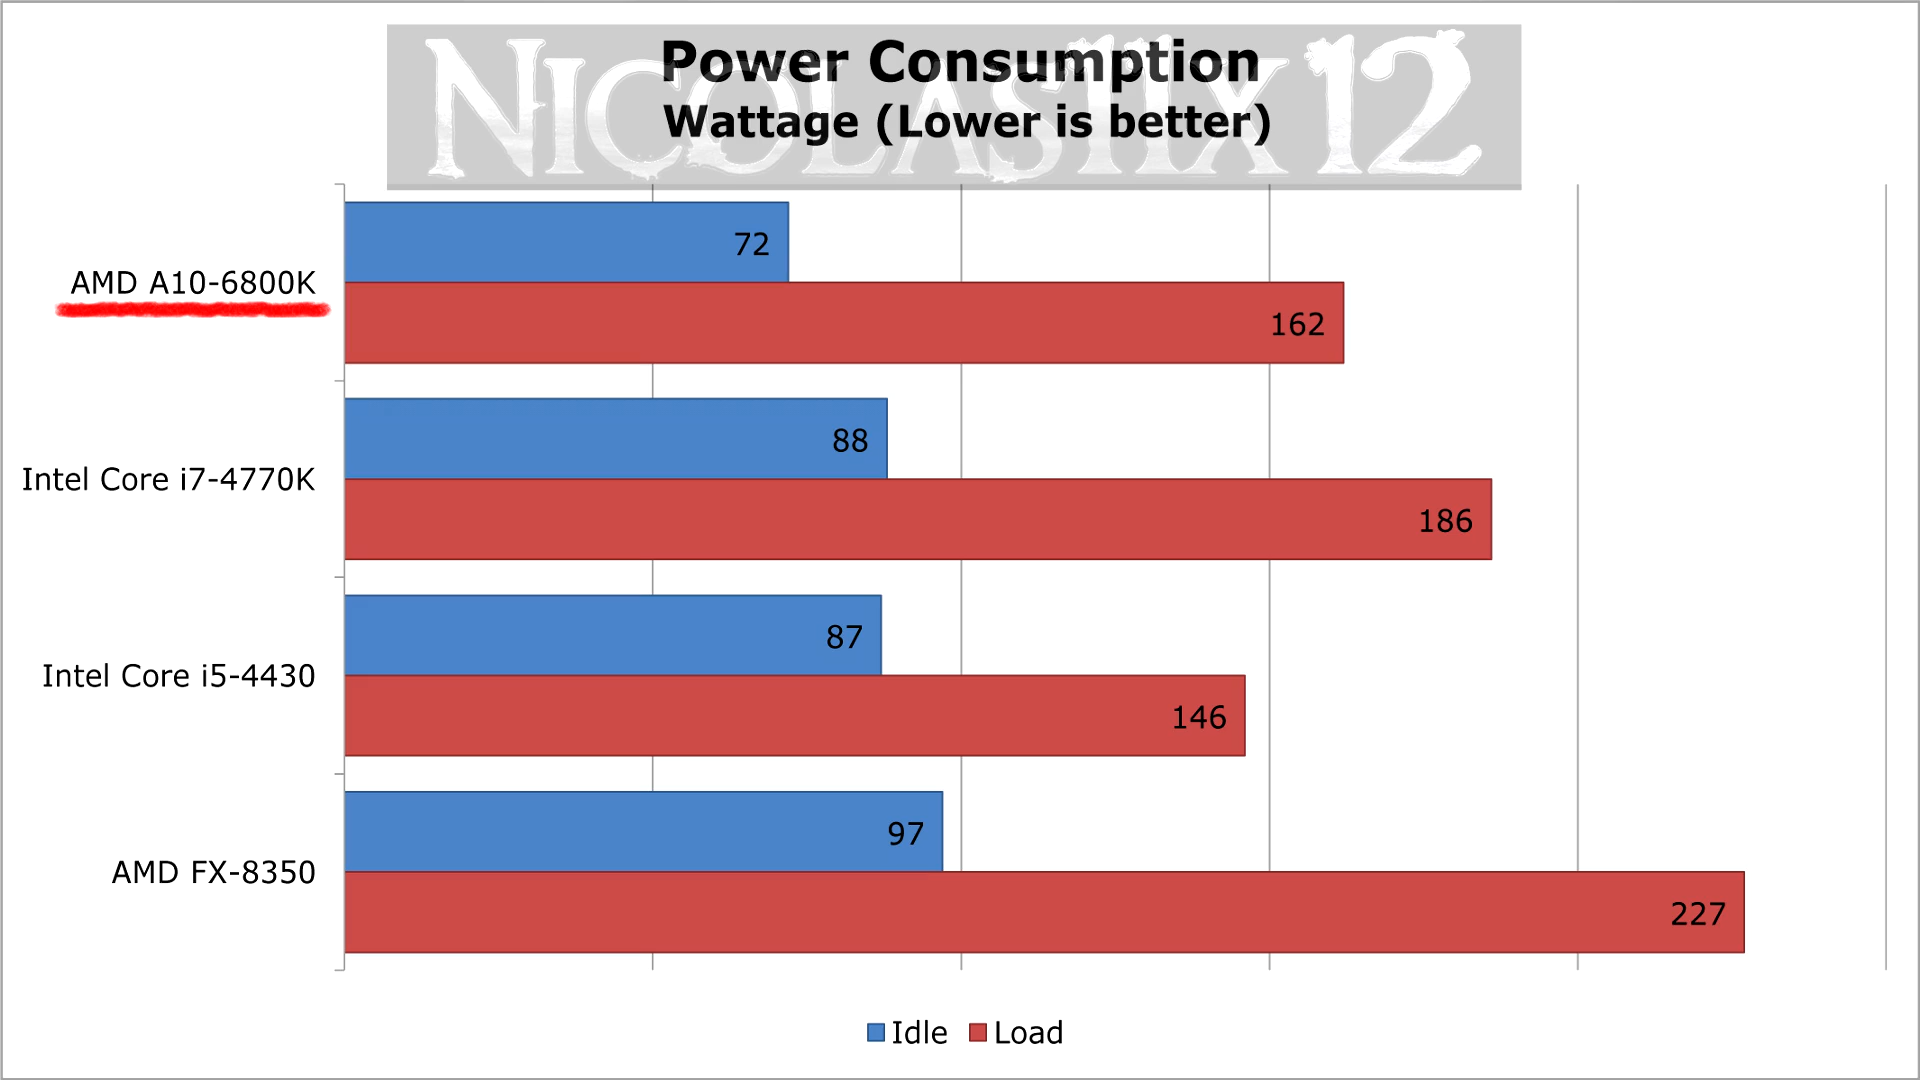 NICOLAS11X12
Power Consumption
Wattage (Lower is better)
AMD A10-6800K
72
162
Intel Core i7-4770K
88
186
Intel Core i5-4430
87
146
AMD FX-8350
97
227
Idle
Load